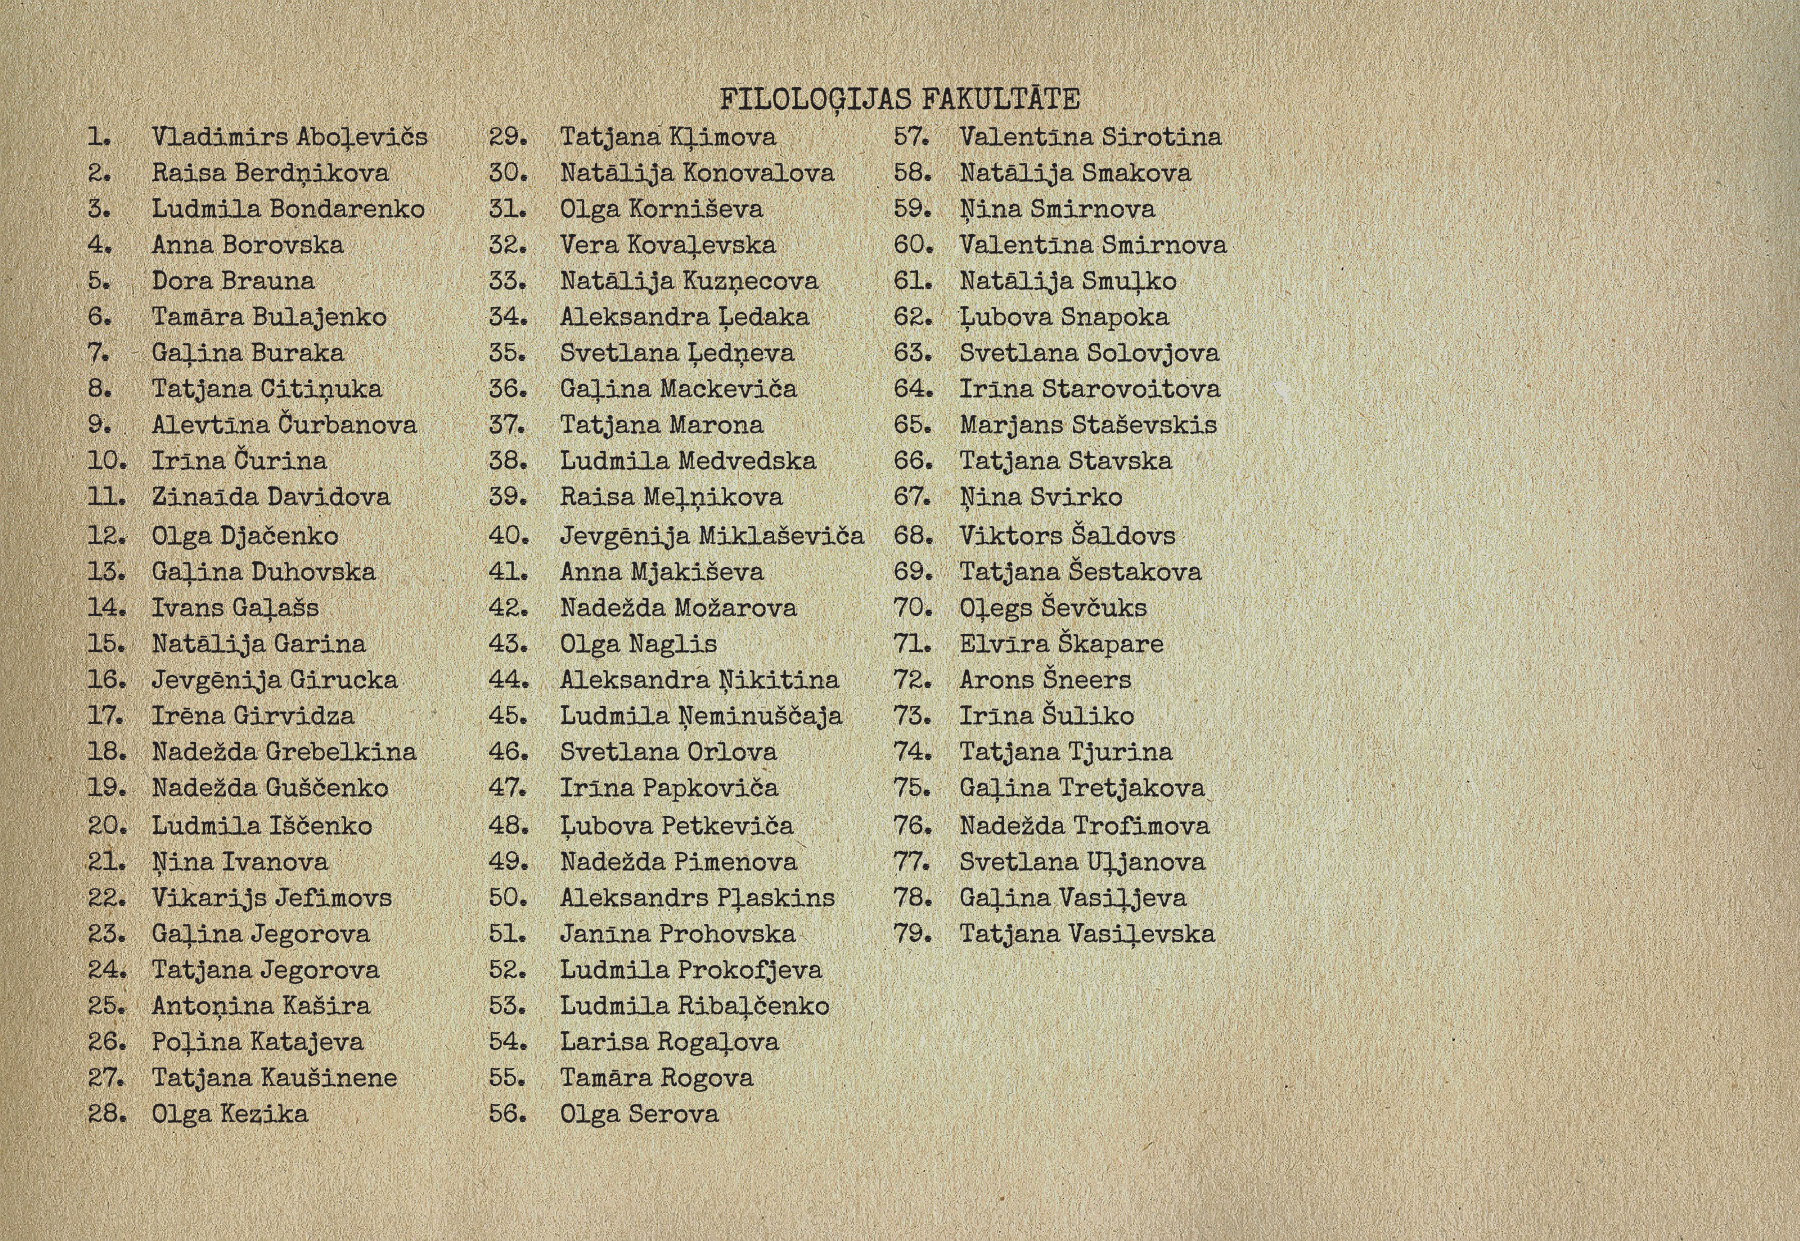 FILOLOĢIJAS FAKULTĀTE
1. Vladimirs Aboļevičs
2. Raisa Berdņikova
3. Ludmila Bondarenko
4. Anna Borovska
5. Dora Brauna
6. Tamāra Bulajenko
7. Gaļina Buraka
8. Tatjana Citiņuka
9. Alevtīna Čurbanova
10. Irīna Čurina
11. Zinaīda Davidova
12. Olga Djačenko
13. Gaļina Duhovska
14. Ivans Gaļašs
15. Natālija Garina
16. Jevgēnija Girucka
17. Irēna Girvidza
18. Nadežda Grebelkina
19. Nadežda Guščenko
20. Ludmila Iščenko
21. Ņina Ivanova
22. Vikarijs Jefimovs
23. Gaļina Jegorova
24. Tatjana Jegorova
25. Antoņina Kašira
26. Poļina Katajeva
27. Tatjana Kaušinene
28. Olga Kezika
29. Tatjana Kļimova
30. Natālija Konovalova
31. Olga Korniševa
32. Vera Kovaļevska
33. Natālija Kuzņecova
34. Aleksandra Ļedaka
35. Svetlana Ļedņeva
36. Gaļina Mackeviča
37. Tatjana Marona
38. Ludmila Medvedska
39. Raisa Meļņikova
40. Jevgēnija Miklaševiča
41. Anna Mjakiševa
42. Nadežda Možarova
43. Olga Naglis
44. Aleksandra Ņikitina
45. Ludmila Ņeminuščaja
46. Svetlana Orlova
47. Irīna Papkoviča
48. Ļubova Petkeviča
49. Nadežda Pimenova
50. Aleksandrs Pļaskins
51. Janīna Prohovska
52. Ludmila Prokofjeva
53. Ludmila Ribaļčenko
54. Larisa Rogaļova
55. Tamāra Rogova
56. Olga Serova
57. Valentīna Sirotina
58. Natālija Smakova
59. Ņina Smirnova
60. Valentīna Smirnova
61. Natālija Smuļko
62. Ļubova Snapoka
63. Svetlana Solovjova
64. Irīna Starovoitova
65. Marjans Staševskis
66. Tatjana Stavska
67. Ņina Svirko
68. Viktors Šaldovs
69. Tatjana Šestakova
70. Oļegs Ševčuks
71. Elvīra Škapare
72. Arons Šneers
73. Irīna Šuliko
74. Tatjana Tjurina
75. Gaļina Tretjakova
76. Nadežda Trofimova
77. Svetlana Uļjanova
78. Gaļina Vasiļjeva
79. Tatjana Vasiļevska